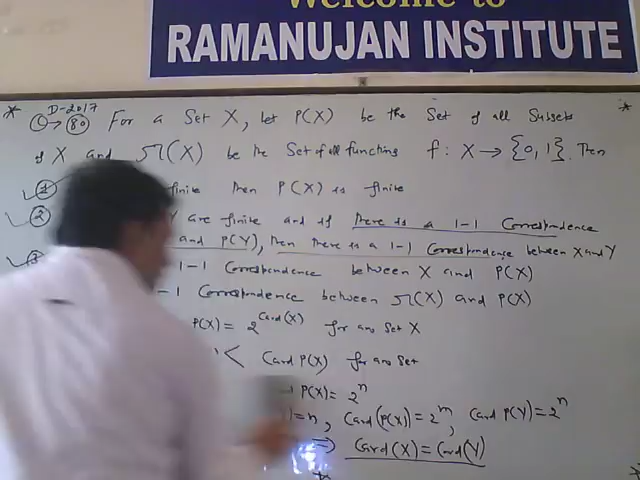 Welcome to
RAMANUJAN INSTITUTE
D-2017
C → 80 For a Set X, let P(X) be the Set of all Subsets
of X and Ω(X) be the Set of all functions f: X → {0, 1}. Then
1 finite then P(X) is finite
2 Y are finite and if there is a 1-1 Correspondence
and P(Y), then there is a 1-1 Correspondence between X and Y
3 1-1 Correspondence between X and P(X)
-1 Correspondence between Ω(X) and P(X)
P(X) = 2^Card(X) for any Set X
< Card P(X) for any Set
P(X) = 2^n
= n, Card(P(X)) = 2^m, Card P(Y) = 2^n
⇒ Card(X) = Card(Y)